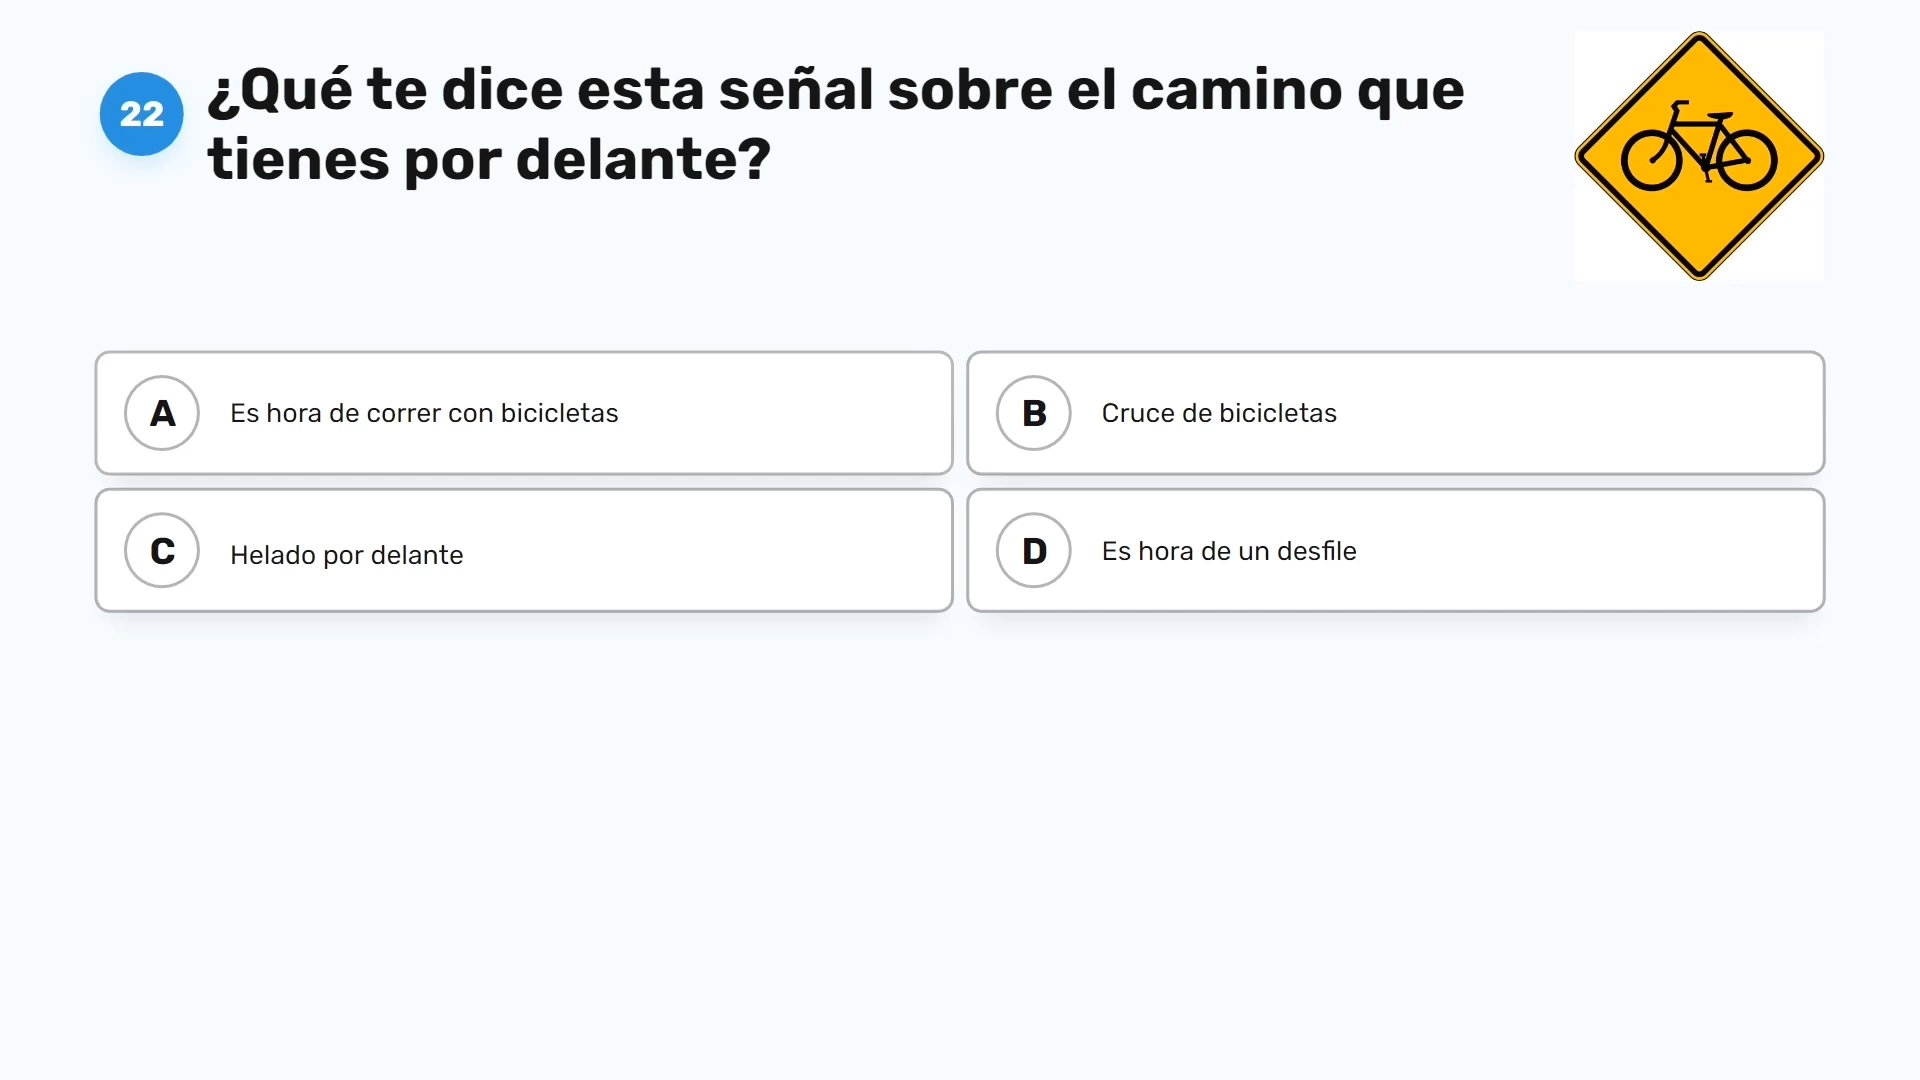 22
¿Qué te dice esta señal sobre el camino que
tienes por delante?
A
Es hora de correr con bicicletas
B
Cruce de bicicletas
C
Helado por delante
D
Es hora de un desfile